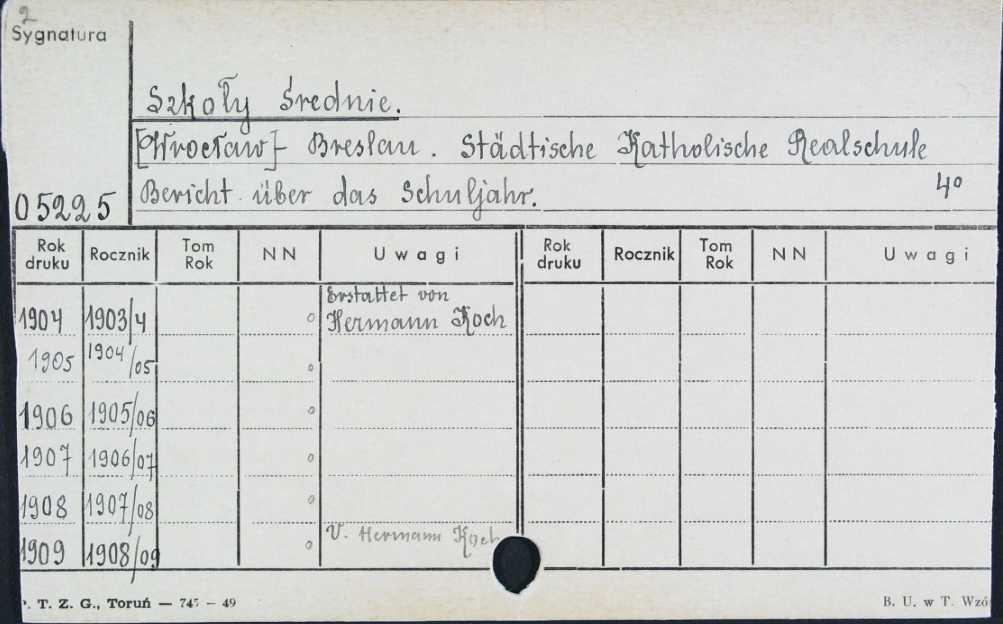 2
Sygnatura
Szkoły Średnie.
[Wrocław] - Breslau. Städtische Katholische Realschule
Bericht über das Schuljahr. 4°
05225
Rok druku Rocznik Tom Rok NN Uwagi Rok druku Rocznik Tom Rok NN Uwagi
1904 1903/4 o Erstattet von Hermann Koch
1905 1904/05 o
1906 1905/06 o
1907 1906/07 o
1908 1907/08 o
1909 1908/09 o V. Hermann Koch
P. T. Z. G., Toruń — 745 — 49 B. U. w T. Wzór